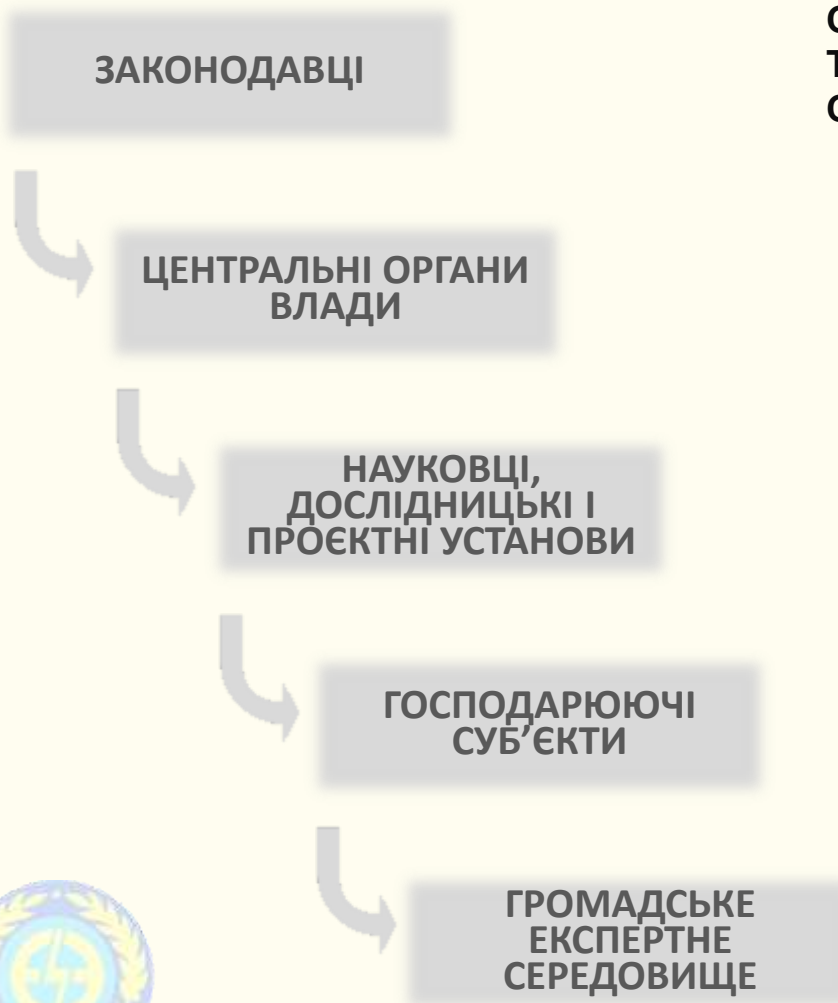 ЗАКОНОДАВЦІ
ЦЕНТРАЛЬНІ ОРГАНИ
ВЛАДИ
НАУКОВЦІ,
ДОСЛІДНИЦЬКІ І
ПРОЄКТНІ УСТАНОВИ
ГОСПОДАРЮЮЧІ
СУБ’ЄКТИ
ГРОМАДСЬКЕ
ЕКСПЕРТНЕ
СЕРЕДОВИЩЕ